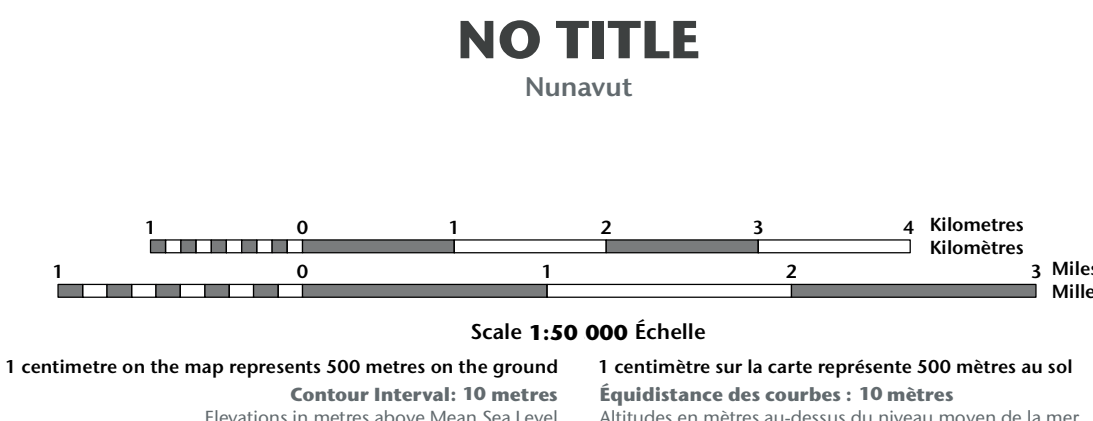 NO TITLE
Nunavut
1 0 1 2 3 4 Kilometres
Kilomètres
1 0 1 2 3 Miles
Mille
Scale 1:50 000 Échelle
1 centimetre on the map represents 500 metres on the ground
1 centimètre sur la carte représente 500 mètres au sol
Contour Interval: 10 metres
Équidistance des courbes : 10 mètres
Elevations in metres above Mean Sea Level
Altitudes en mètres au-dessus du niveau moyen de la mer